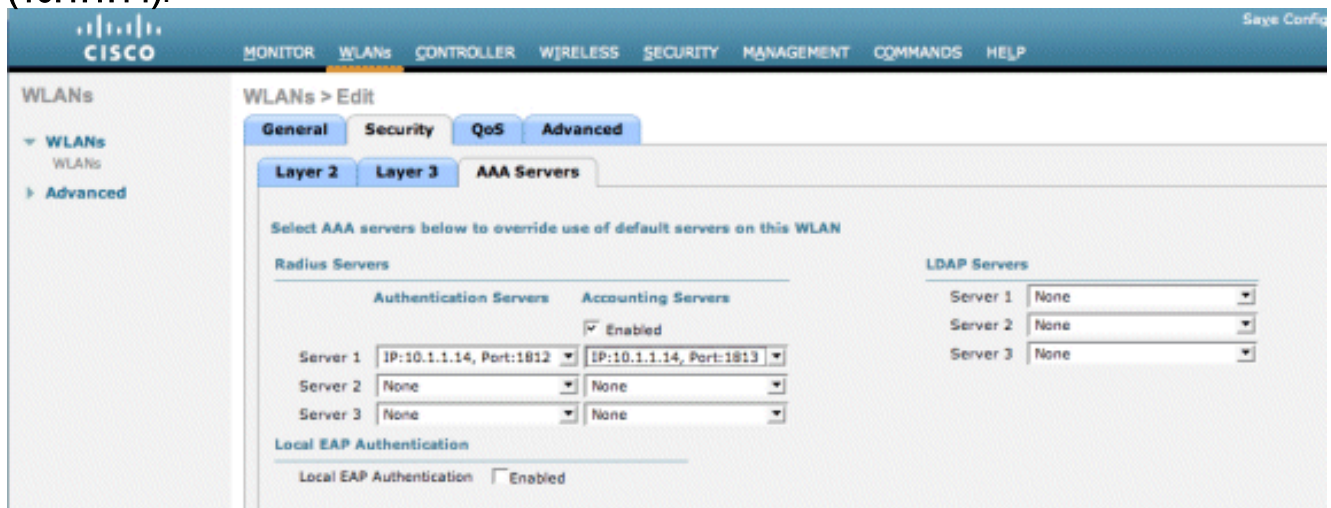 (10.1.1.14).
Save Config
CISCO
MONITOR WLANs CONTROLLER WIRELESS SECURITY MANAGEMENT COMMANDS HELP
WLANs
WLANs
WLANs
Advanced
WLANs > Edit
General Security QoS Advanced
Layer 2 Layer 3 AAA Servers
Select AAA servers below to override use of default servers on this WLAN
Radius Servers
Authentication Servers Accounting Servers
Enabled
Server 1 IP:10.1.1.14, Port:1812 IP:10.1.1.14, Port:1813
Server 2 None None
Server 3 None None
Local EAP Authentication
Local EAP Authentication Enabled
LDAP Servers
Server 1 None
Server 2 None
Server 3 None